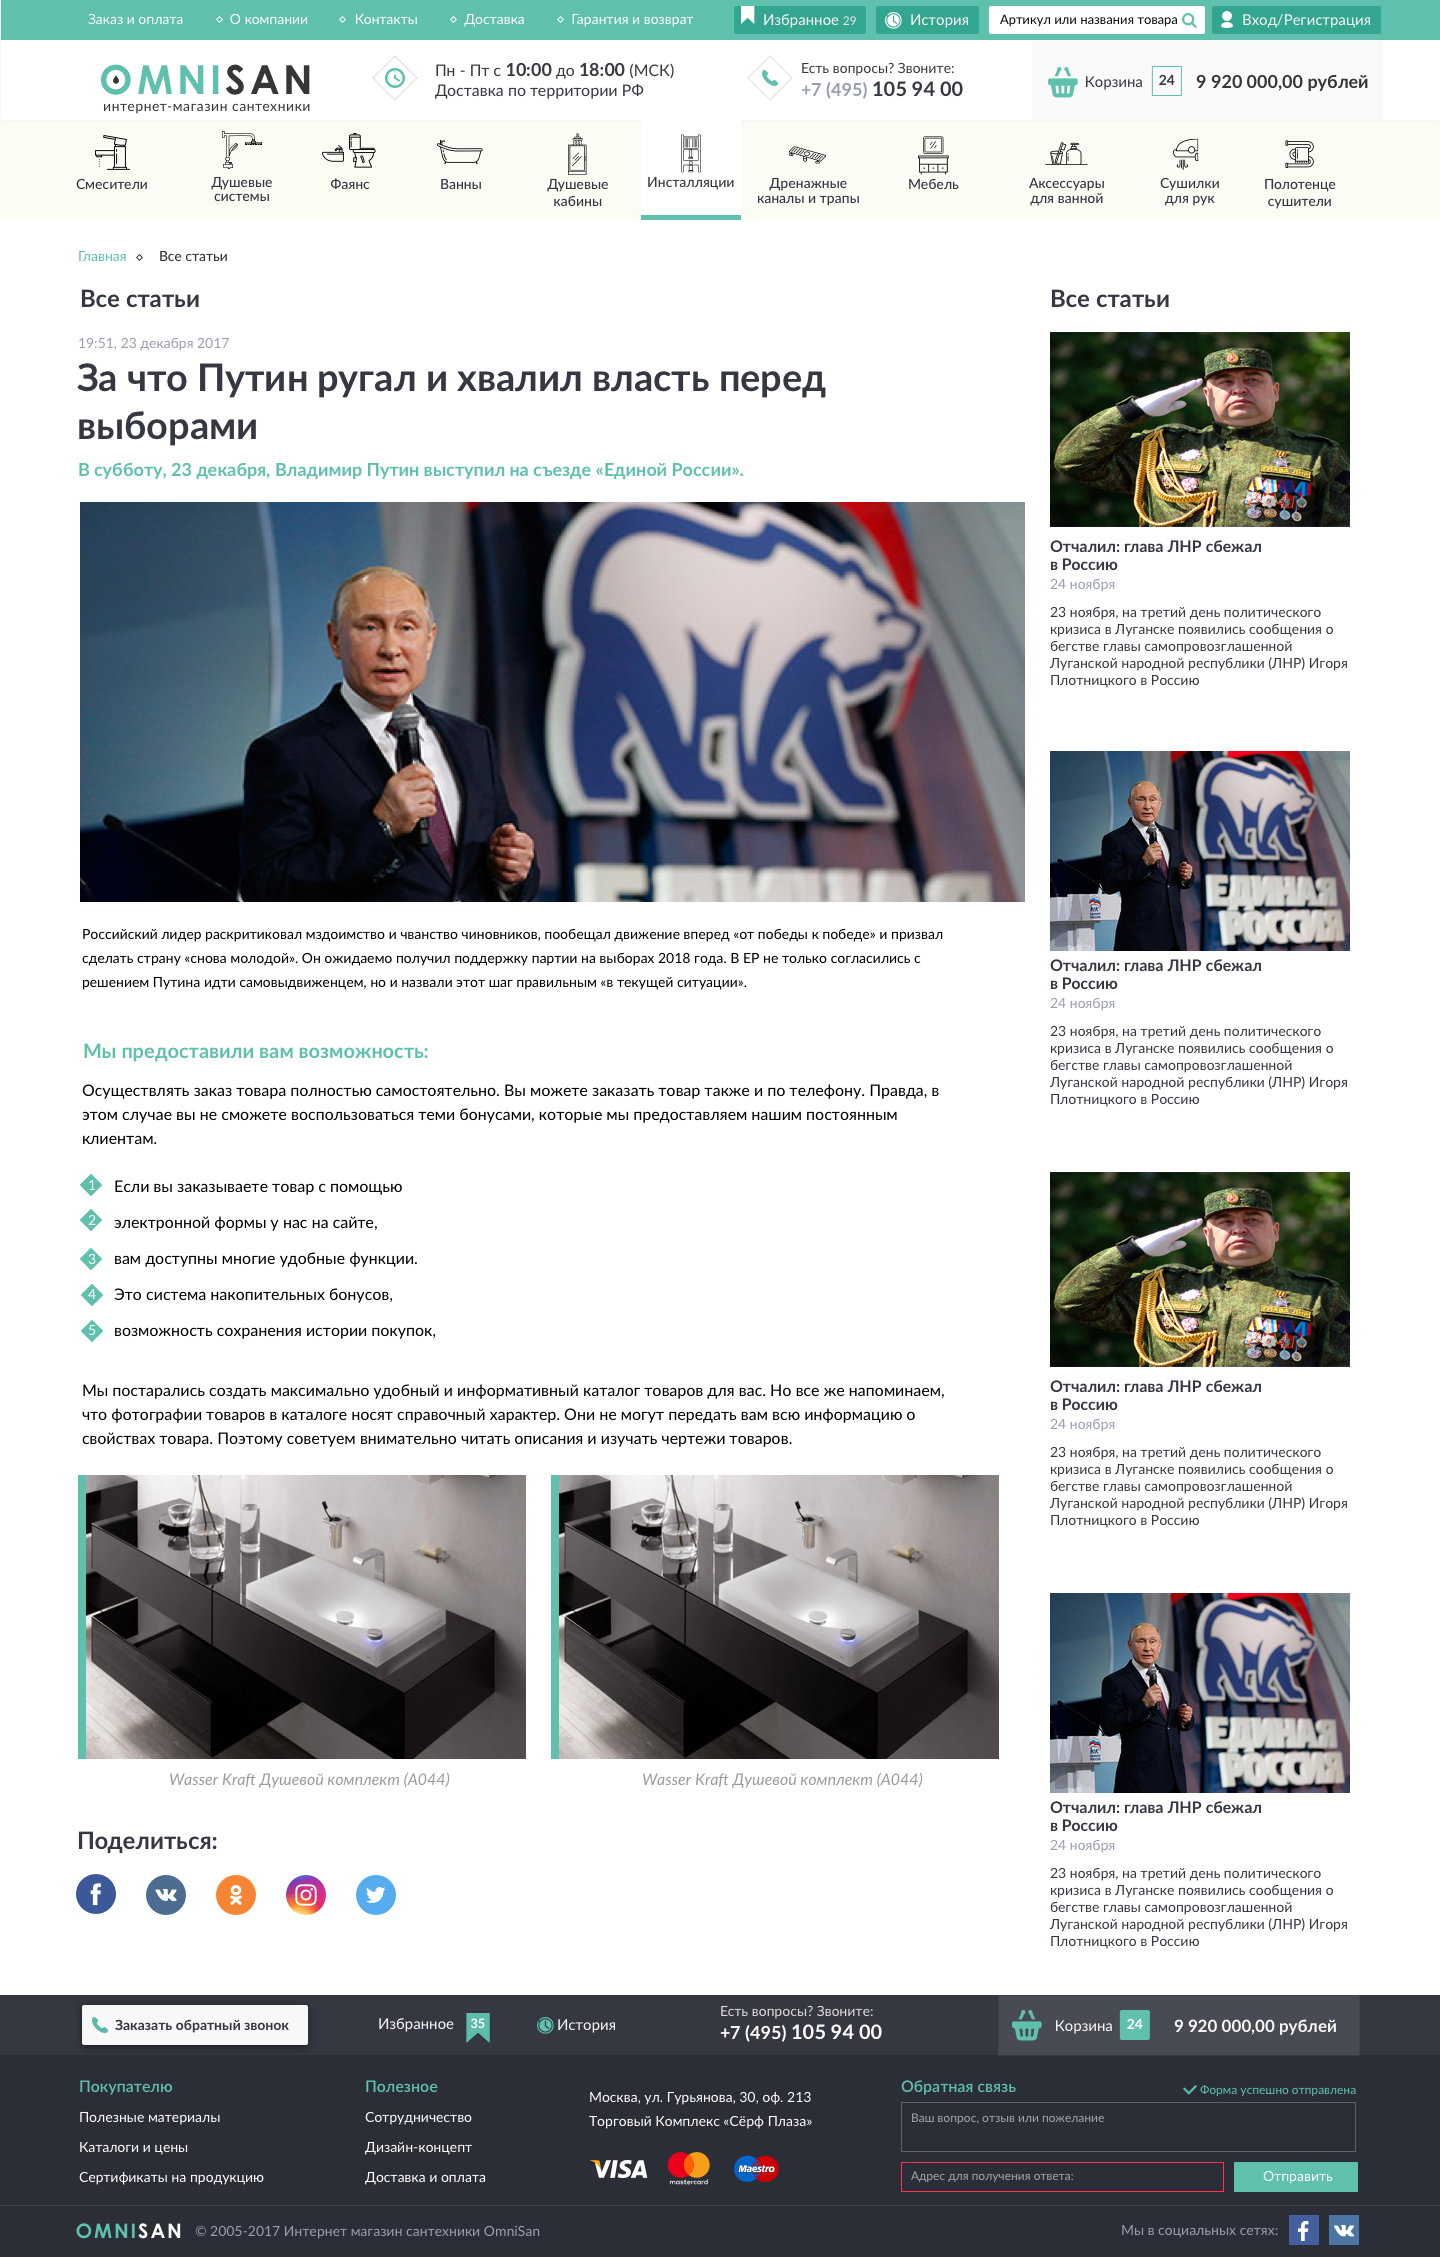 Заказ и оплата
О компании
Контакты
Доставка
Гарантия и возврат
Избранное 29
История
Артикул или названия товара
Вход/Регистрация
OMNISAN
интернет-магазин сантехники
Пн - Пт с 10:00 до 18:00 (МСК)
Доставка по территории РФ
Есть вопросы? Звоните:
+7 (495) 105 94 00
Корзина 24 9 920 000,00 рублей
Смесители
Душевые
системы
Фаянс
Ванны
Душевые
кабины
Инсталляции
Дренажные
каналы и трапы
Мебель
Аксессуары
для ванной
Сушилки
для рук
Полотенце
сушители
Главная
Все статьи
Все статьи
19:51, 23 декабря 2017
За что Путин ругал и хвалил власть перед
выборами
В субботу, 23 декабря, Владимир Путин выступил на съезде «Единой России».
ЕДИНАЯ
Российский лидер раскритиковал мздоимство и чванство чиновников, пообещал движение вперед «от победы к победе» и призвал
сделать страну «снова молодой». Он ожидаемо получил поддержку партии на выборах 2018 года. В ЕР не только согласились с
решением Путина идти самовыдвиженцем, но и назвали этот шаг правильным «в текущей ситуации».
Мы предоставили вам возможность:
Осуществлять заказ товара полностью самостоятельно. Вы можете заказать товар также и по телефону. Правда, в
этом случае вы не сможете воспользоваться теми бонусами, которые мы предоставляем нашим постоянным
клиентам.
1 Если вы заказываете товар с помощью
2 электронной формы у нас на сайте,
3 вам доступны многие удобные функции.
4 Это система накопительных бонусов,
5 возможность сохранения истории покупок,
Мы постарались создать максимально удобный и информативный каталог товаров для вас. Но все же напоминаем,
что фотографии товаров в каталоге носят справочный характер. Они не могут передать вам всю информацию о
свойствах товара. Поэтому советуем внимательно читать описания и изучать чертежи товаров.
Wasser Kraft Душевой комплект (A044)
Wasser Kraft Душевой комплект (A044)
Поделиться:
Все статьи
ГЛАВА ЛНР
Отчалил: глава ЛНР сбежал
в Россию
24 ноября
23 ноября, на третий день политического
кризиса в Луганске появились сообщения о
бегстве главы самопровозглашенной
Луганской народной республики (ЛНР) Игоря
Плотницкого в Россию
ЕДИНАЯ
РОССИЯ
Отчалил: глава ЛНР сбежал
в Россию
24 ноября
23 ноября, на третий день политического
кризиса в Луганске появились сообщения о
бегстве главы самопровозглашенной
Луганской народной республики (ЛНР) Игоря
Плотницкого в Россию
ГЛАВА ЛНР
Отчалил: глава ЛНР сбежал
в Россию
24 ноября
23 ноября, на третий день политического
кризиса в Луганске появились сообщения о
бегстве главы самопровозглашенной
Луганской народной республики (ЛНР) Игоря
Плотницкого в Россию
ЕДИНАЯ
РОССИЯ
Отчалил: глава ЛНР сбежал
в Россию
24 ноября
23 ноября, на третий день политического
кризиса в Луганске появились сообщения о
бегстве главы самопровозглашенной
Луганской народной республики (ЛНР) Игоря
Плотницкого в Россию
Заказать обратный звонок
Избранное 35
История
Есть вопросы? Звоните:
+7 (495) 105 94 00
Корзина 24 9 920 000,00 рублей
Покупателю
Полезные материалы
Каталоги и цены
Сертификаты на продукцию
Полезное
Сотрудничество
Дизайн-концепт
Доставка и оплата
Москва, ул. Гурьянова, 30, оф. 213
Торговый Комплекс «Сёрф Плаза»
VISA
mastercard
Maestro
Обратная связь
Форма успешно отправлена
Ваш вопрос, отзыв или пожелание
Адрес для получения ответа:
Отправить
OMNISAN
© 2005-2017 Интернет магазин сантехники OmniSan
Мы в социальных сетях: